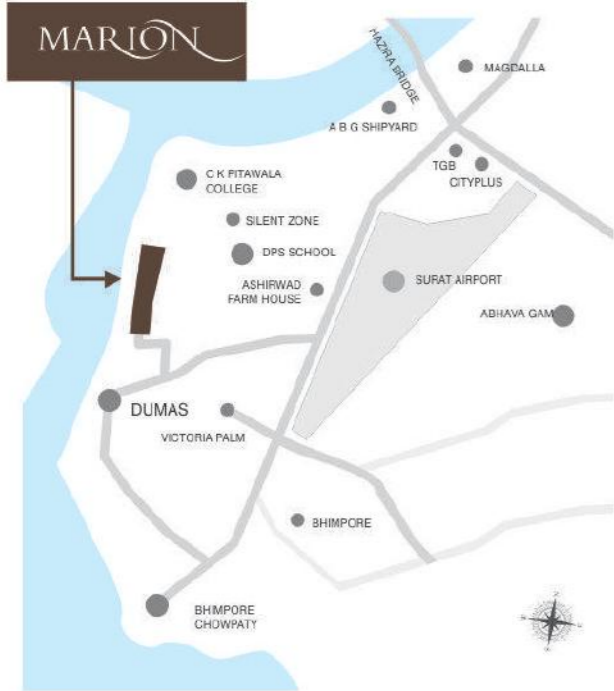 MARION
HAZIRA BRIDGE
MAGDALLA
A B G SHIPYARD
TGB
CITYPLUS
C K PITAWALA
COLLEGE
SILENT ZONE
DPS SCHOOL
ASHIRWAD
FARM HOUSE
SURAT AIRPORT
ABHAVA GAM
DUMAS
VICTORIA PALM
BHIMPORE
BHIMPORE
CHOWPATY